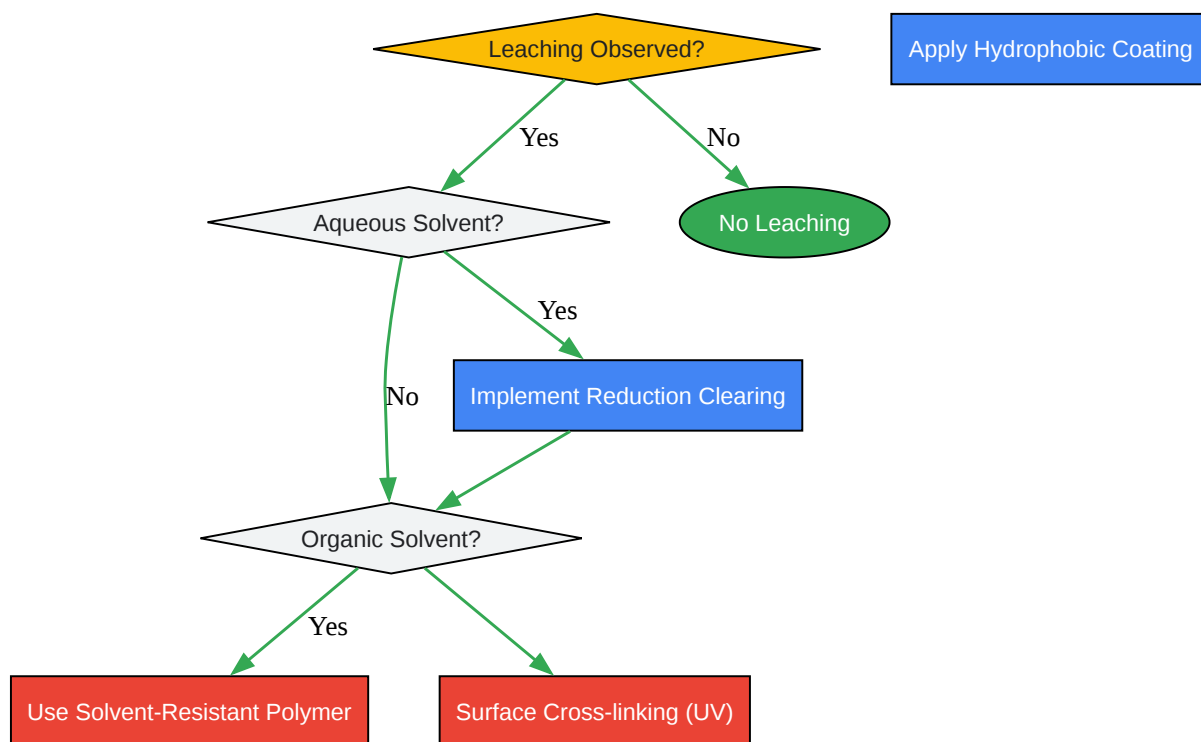 Leaching Observed?
Apply Hydrophobic Coating
Yes
No
Aqueous Solvent?
No Leaching
Yes
No
Implement Reduction Clearing
Organic Solvent?
Yes
Use Solvent-Resistant Polymer
Surface Cross-linking (UV)